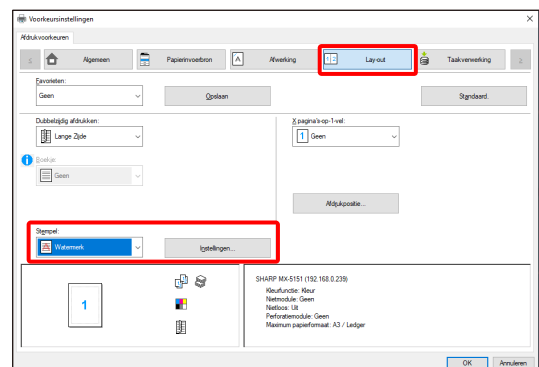 Voorkeursinstellingen
Afdrukvoorkeuren
Algemeen Papierinvoerbron Afwerking Lay-out Taakverwerking
Favorieten:
Geen Opslaan Standaard.
Dubbelzijdig afdrukken: X pagina's-op-1-vel:
Lange Zijde 1 Geen
Boekje:
Geen
Afdrukpositie...
Stempel:
Watermerk Instellingen...
1
SHARP MX-5151 (192.168.0.239)
Kleurfunctie: Kleur
Nietmodule: Geen
Nietloos: Uit
Perforatiemodule: Geen
Maximum papierformaat: A3 / Ledger
OK Annuleren